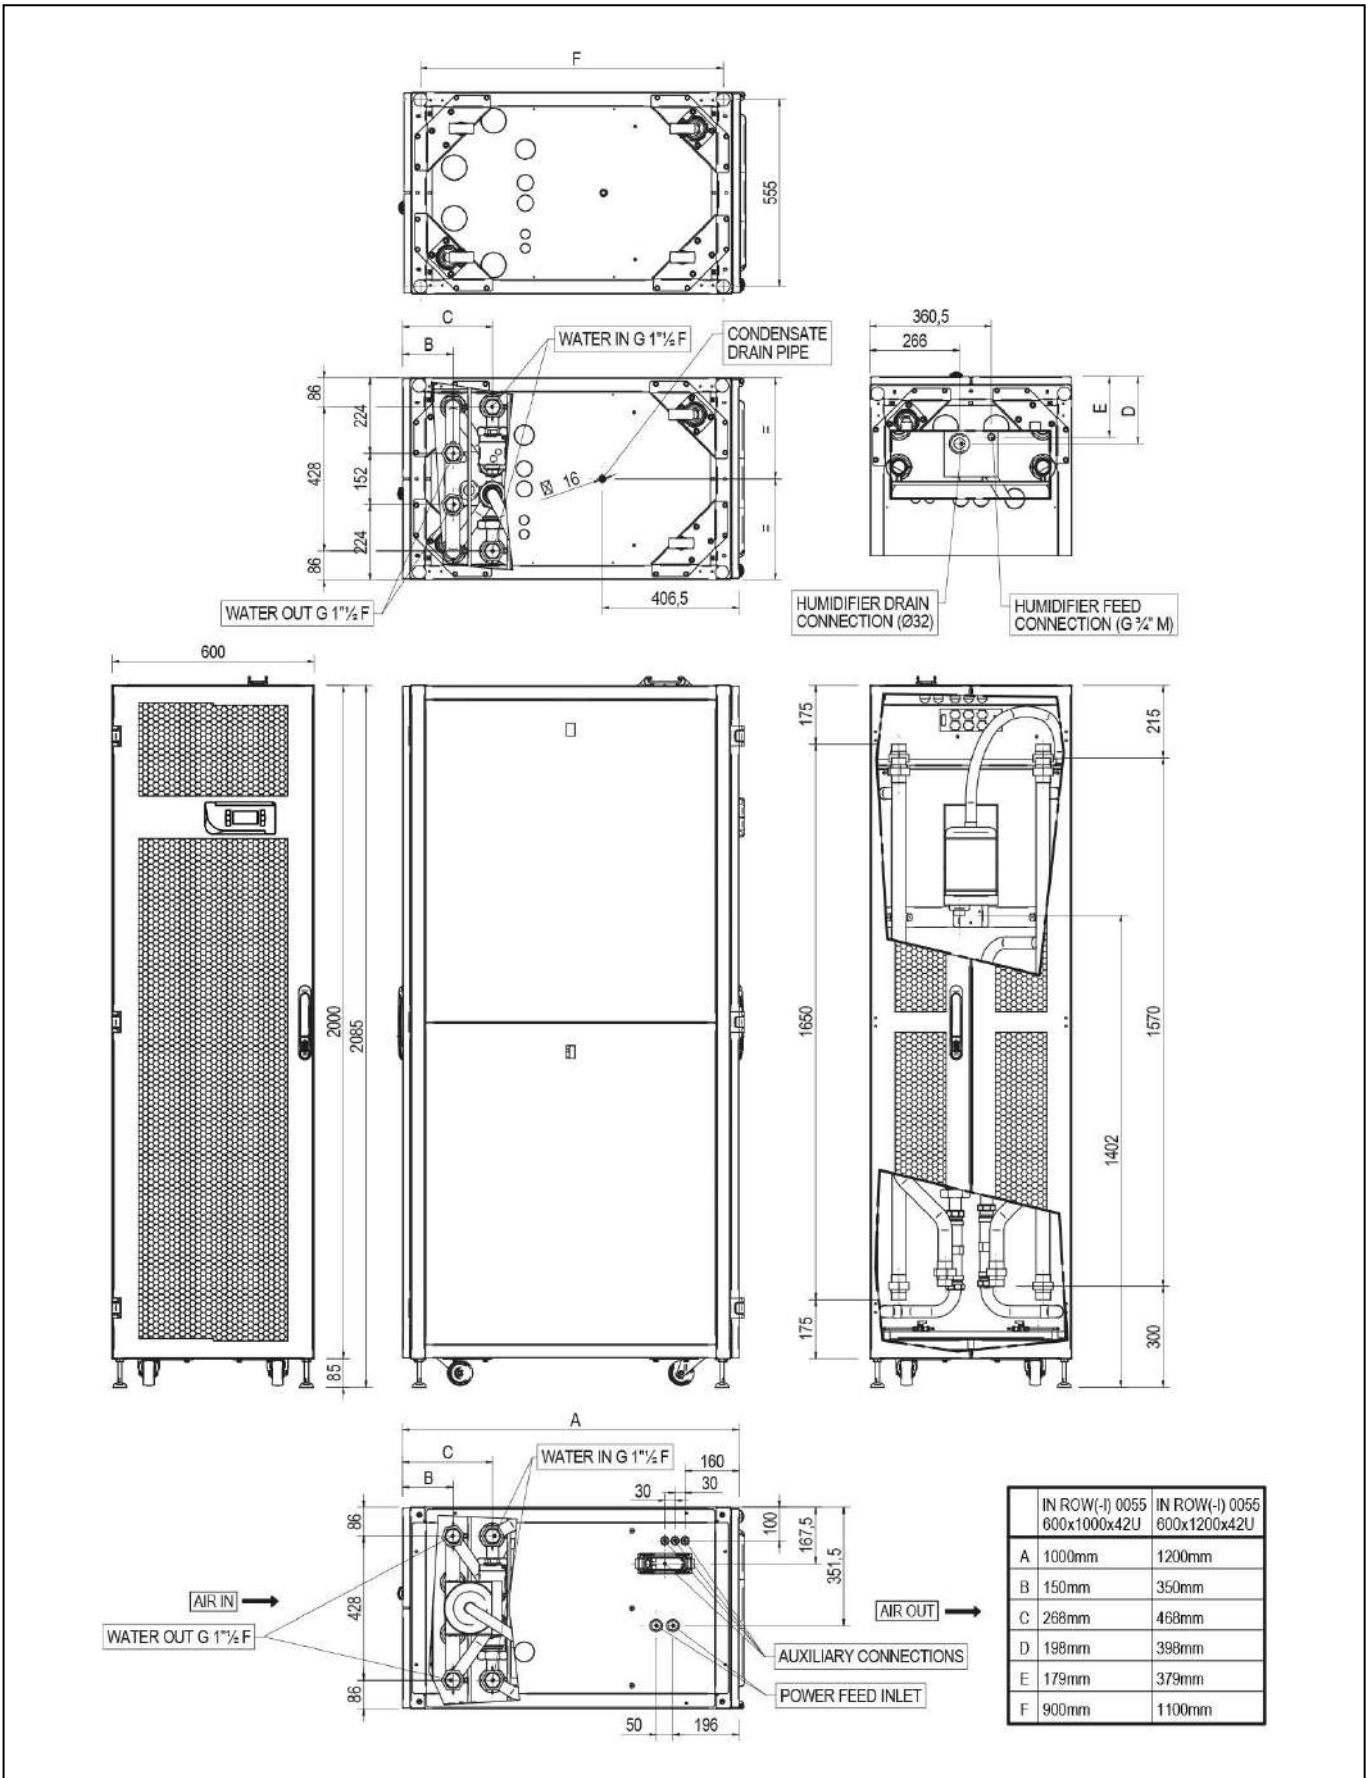 F
555
C
B
WATER IN G 1"½ F
CONDENSATE
DRAIN PIPE
86
224
428
152
224
86
16
=
=
406,5
WATER OUT G 1"½ F
360,5
266
E
D
HUMIDIFIER DRAIN
CONNECTION (Ø32)
HUMIDIFIER FEED
CONNECTION (G ¾" M)
600
2000
2085
85
175
1650
175
215
1570
1402
300
A
C
B
WATER IN G 1"½ F
160
30
30
86
428
86
100
167,5
351,5
AIR IN
WATER OUT G 1"½ F
AIR OUT
AUXILIARY CONNECTIONS
POWER FEED INLET
50
196
IN ROW(-I) 0055 IN ROW(-I) 0055
600x1000x42U 600x1200x42U
A 1000mm 1200mm
B 150mm 350mm
C 268mm 468mm
D 198mm 398mm
E 179mm 379mm
F 900mm 1100mm